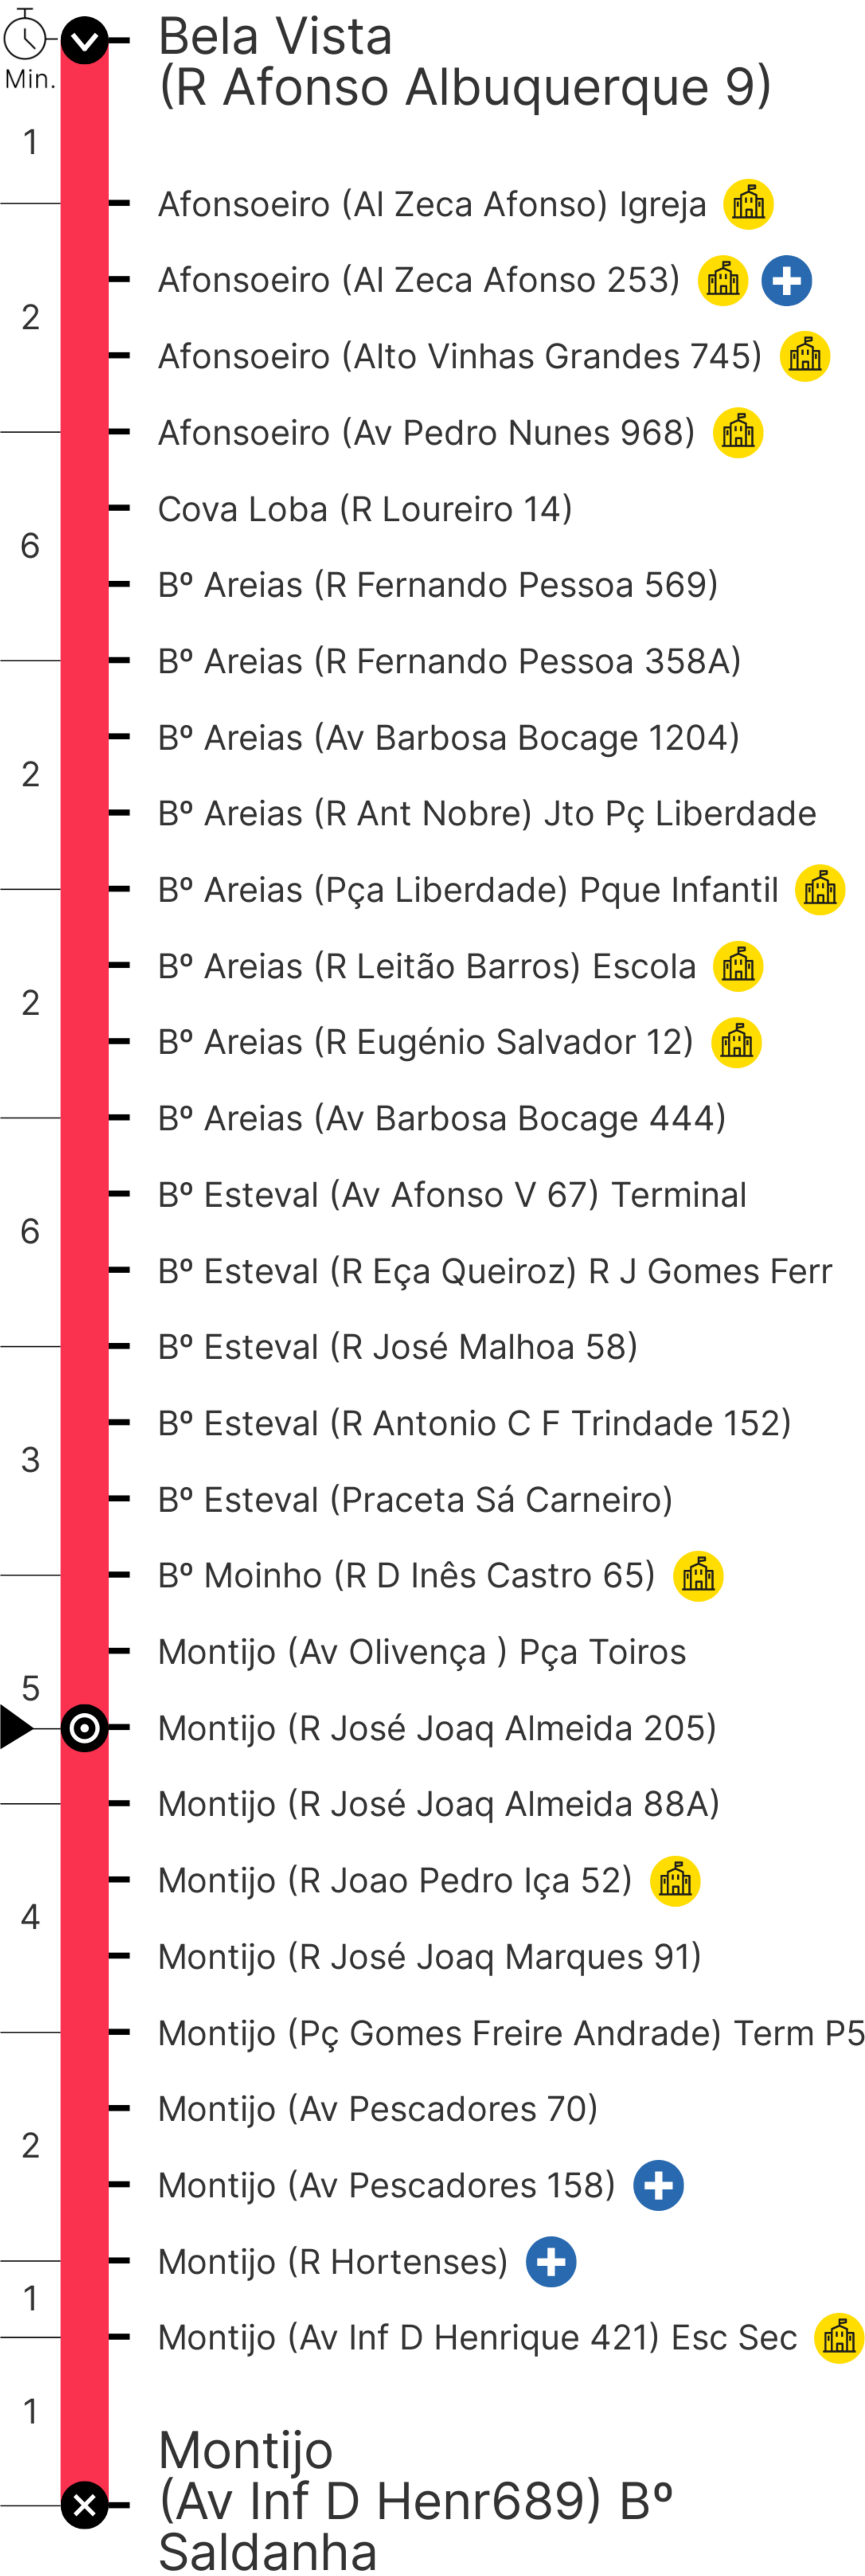 Bela Vista
(R Afonso Albuquerque 9)
Min.
1
Afonsoeiro (Al Zeca Afonso) Igreja
Afonsoeiro (Al Zeca Afonso 253)
2
Afonsoeiro (Alto Vinhas Grandes 745)
Afonsoeiro (Av Pedro Nunes 968)
Cova Loba (R Loureiro 14)
6
Bº Areias (R Fernando Pessoa 569)
Bº Areias (R Fernando Pessoa 358A)
Bº Areias (Av Barbosa Bocage 1204)
2
Bº Areias (R Ant Nobre) Jto Pç Liberdade
Bº Areias (Pça Liberdade) Pque Infantil
Bº Areias (R Leitão Barros) Escola
2
Bº Areias (R Eugénio Salvador 12)
Bº Areias (Av Barbosa Bocage 444)
Bº Esteval (Av Afonso V 67) Terminal
6
Bº Esteval (R Eça Queiroz) R J Gomes Ferr
Bº Esteval (R José Malhoa 58)
Bº Esteval (R Antonio C F Trindade 152)
3
Bº Esteval (Praceta Sá Carneiro)
Bº Moinho (R D Inês Castro 65)
Montijo (Av Olivença ) Pça Toiros
5
Montijo (R José Joaq Almeida 205)
Montijo (R José Joaq Almeida 88A)
Montijo (R Joao Pedro Iça 52)
4
Montijo (R José Joaq Marques 91)
Montijo (Pç Gomes Freire Andrade) Term P5
Montijo (Av Pescadores 70)
2
Montijo (Av Pescadores 158)
Montijo (R Hortenses)
1
Montijo (Av Inf D Henrique 421) Esc Sec
1
Montijo
(Av Inf D Henr689) Bº
Saldanha